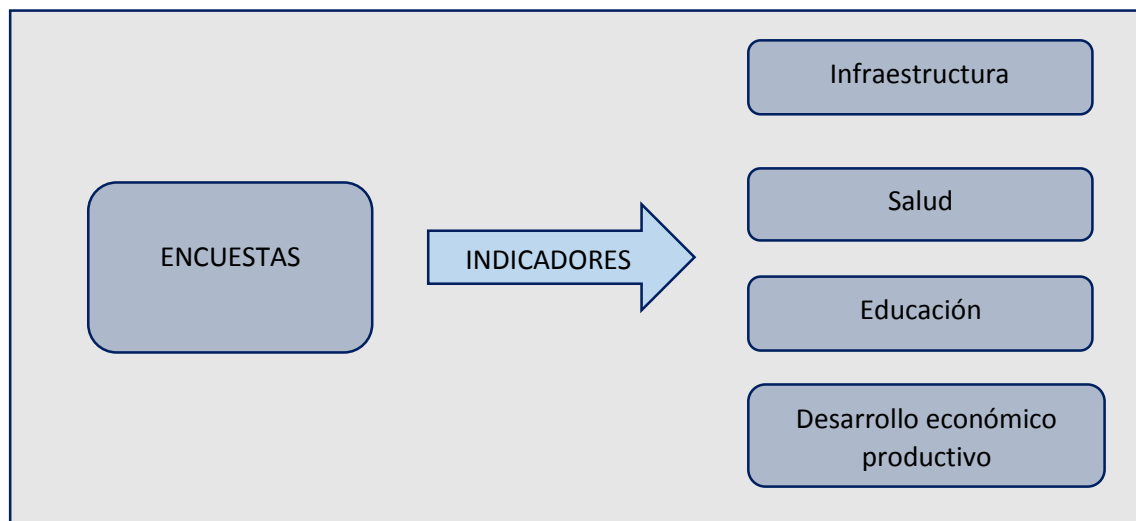 ENCUESTAS
INDICADORES
Infraestructura
Salud
Educación
Desarrollo económico
productivo